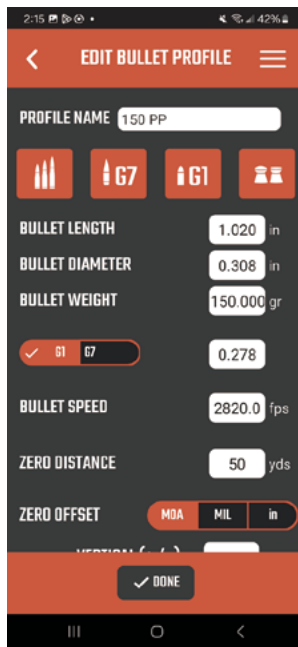 2:15 42%
EDIT BULLET PROFILE
PROFILE NAME 150 PP
G7 G1
BULLET LENGTH 1.020 in
BULLET DIAMETER 0.308 in
BULLET WEIGHT 150.000 gr
G1 G7 0.278
BULLET SPEED 2820.0 fps
ZERO DISTANCE 50 yds
ZERO OFFSET MOA MIL in
DONE